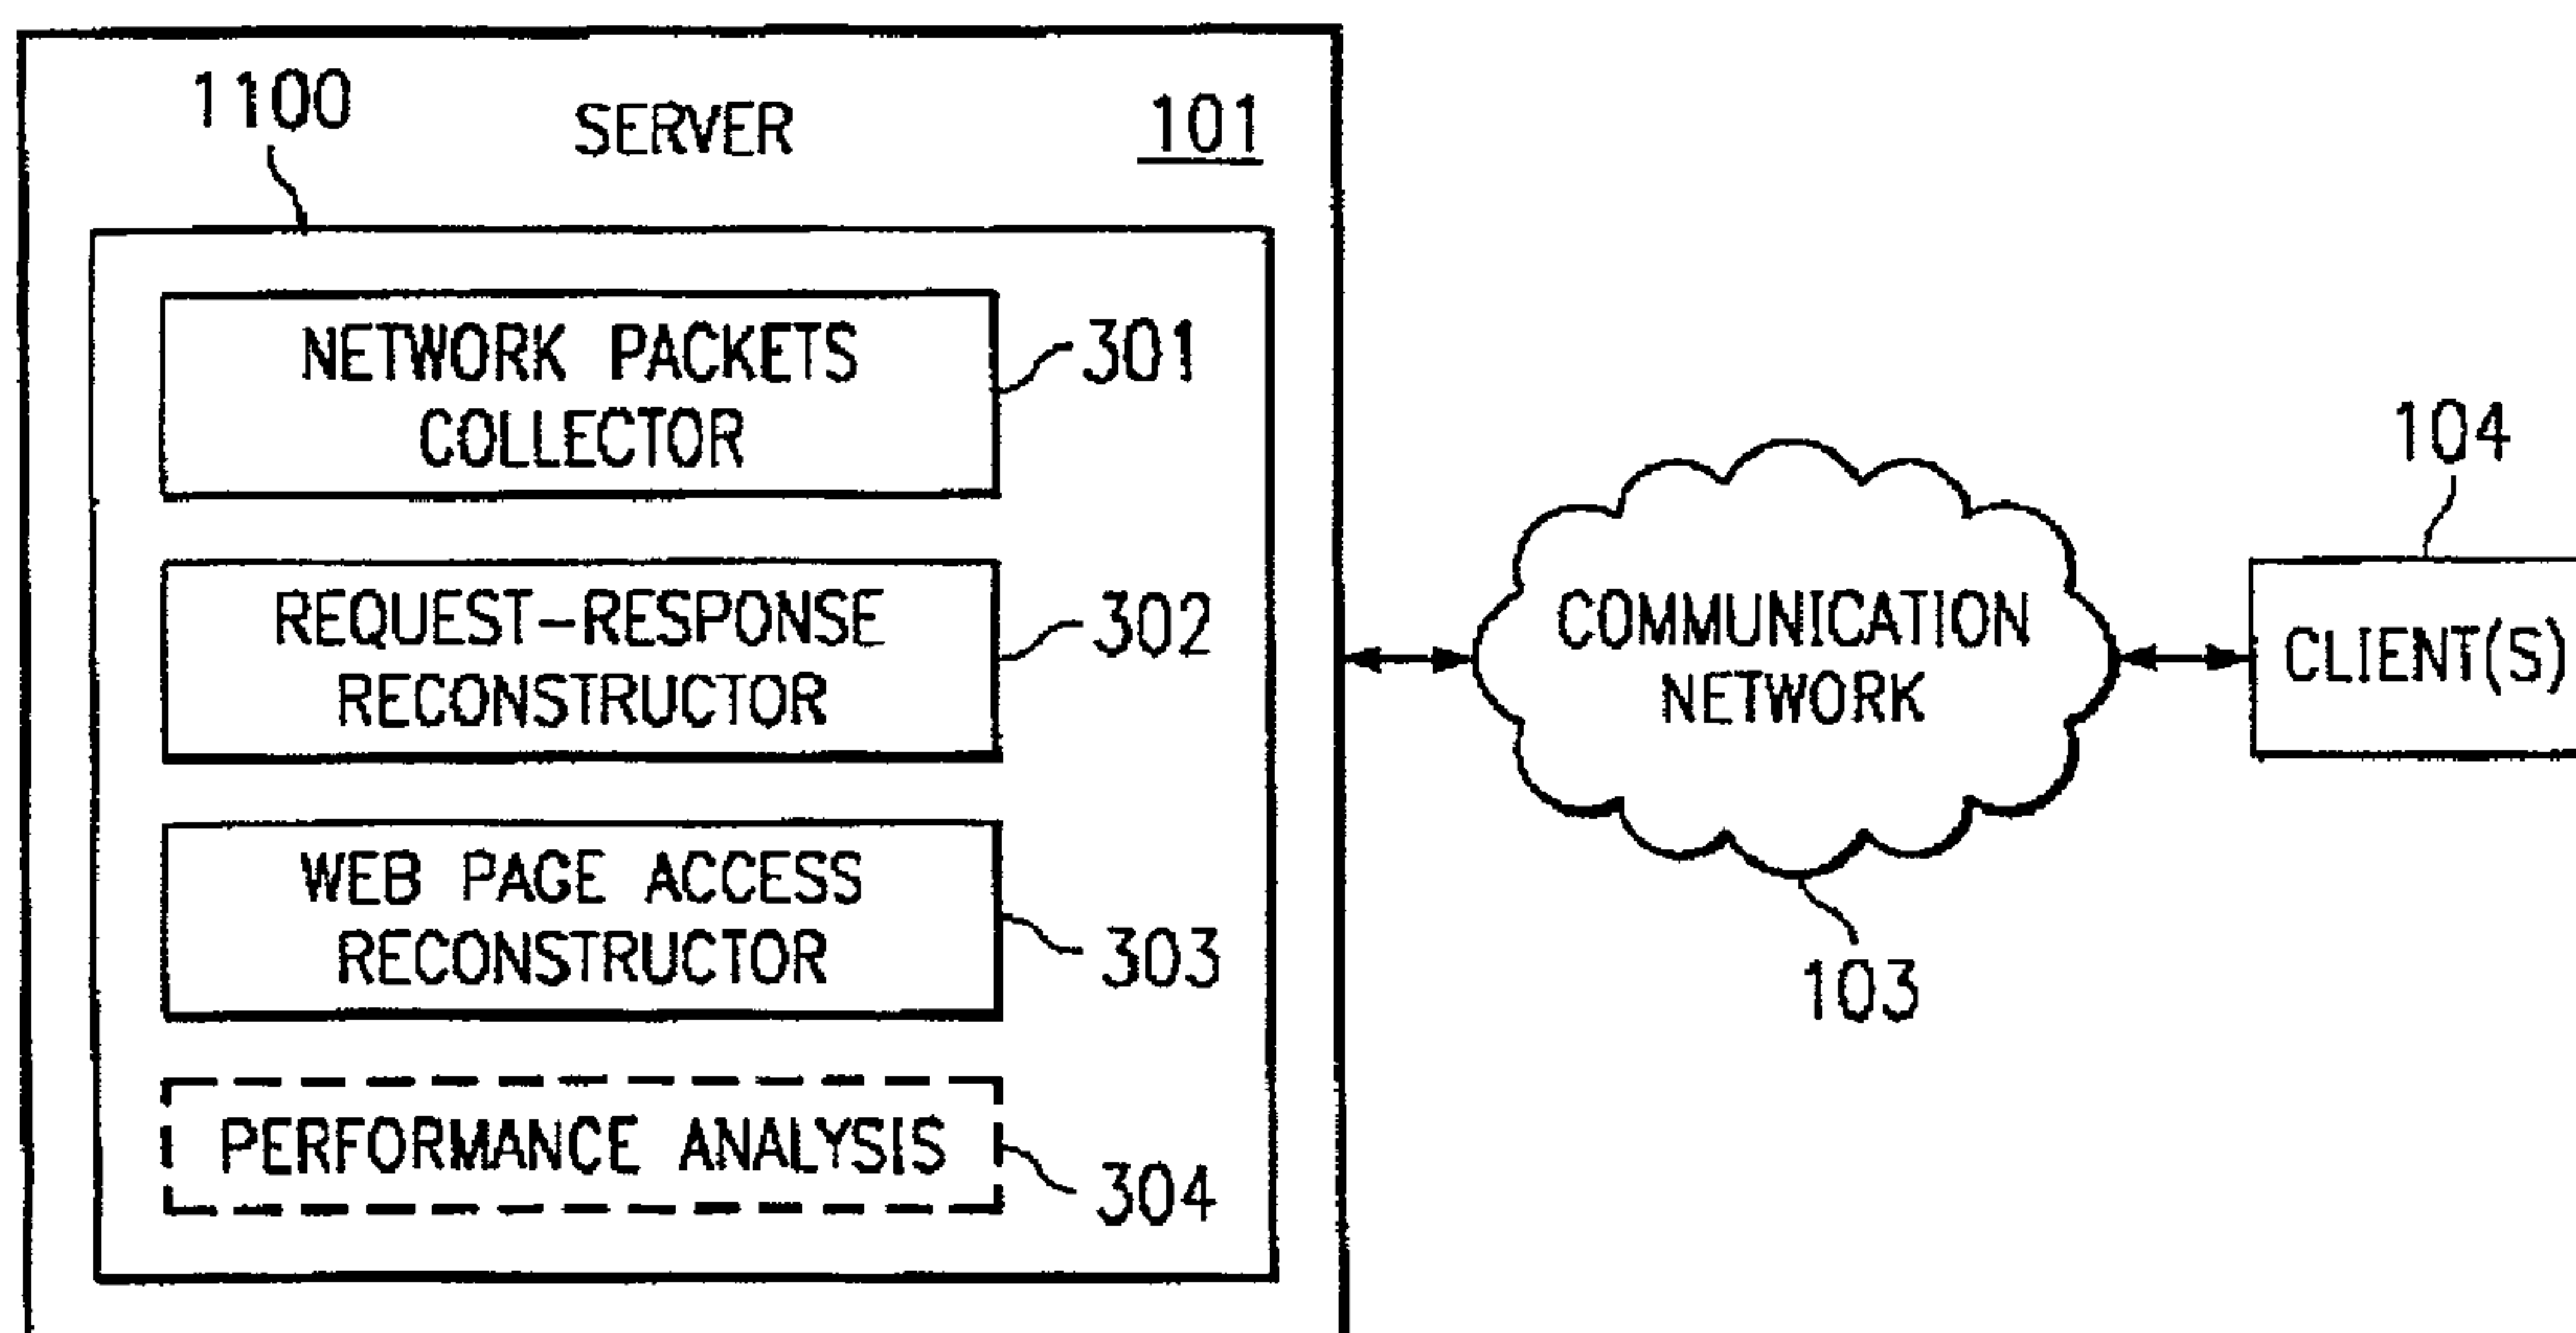 1100
SERVER
101
NETWORK PACKETS
COLLECTOR
301
REQUEST-RESPONSE
RECONSTRUCTOR
302
WEB PAGE ACCESS
RECONSTRUCTOR
303
PERFORMANCE ANALYSIS
304
COMMUNICATION
NETWORK
103
104
CLIENT(S)